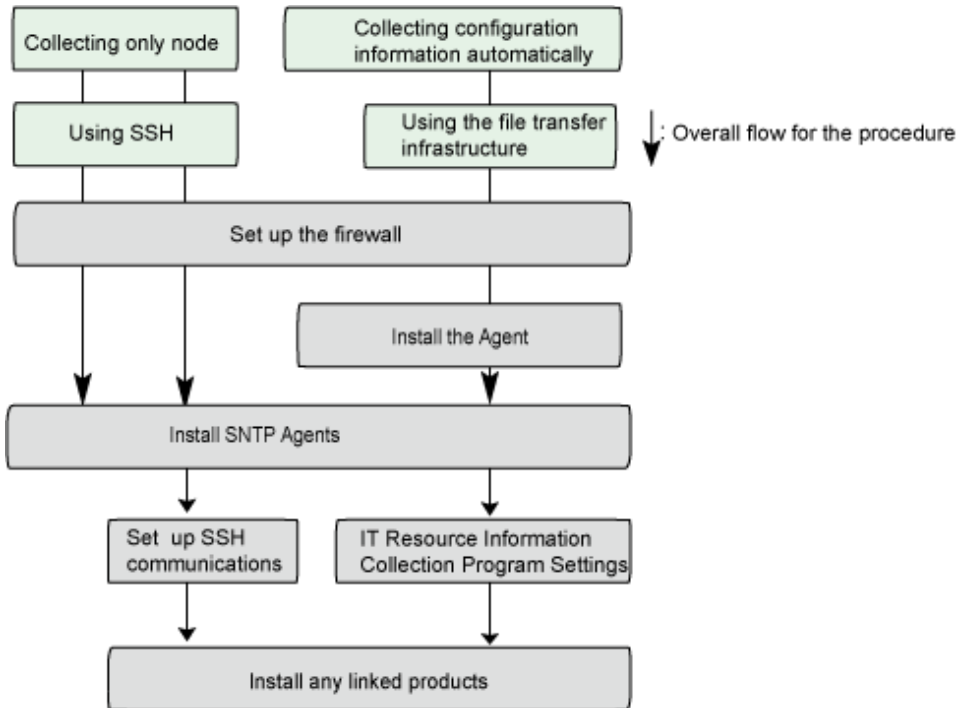 Collecting only node
Collecting configuration
information automatically
Using SSH
Using the file transfer
infrastructure
: Overall flow for the procedure
Set up the firewall
Install the Agent
Install SNTP Agents
Set up SSH
communications
IT Resource Information
Collection Program Settings
Install any linked products